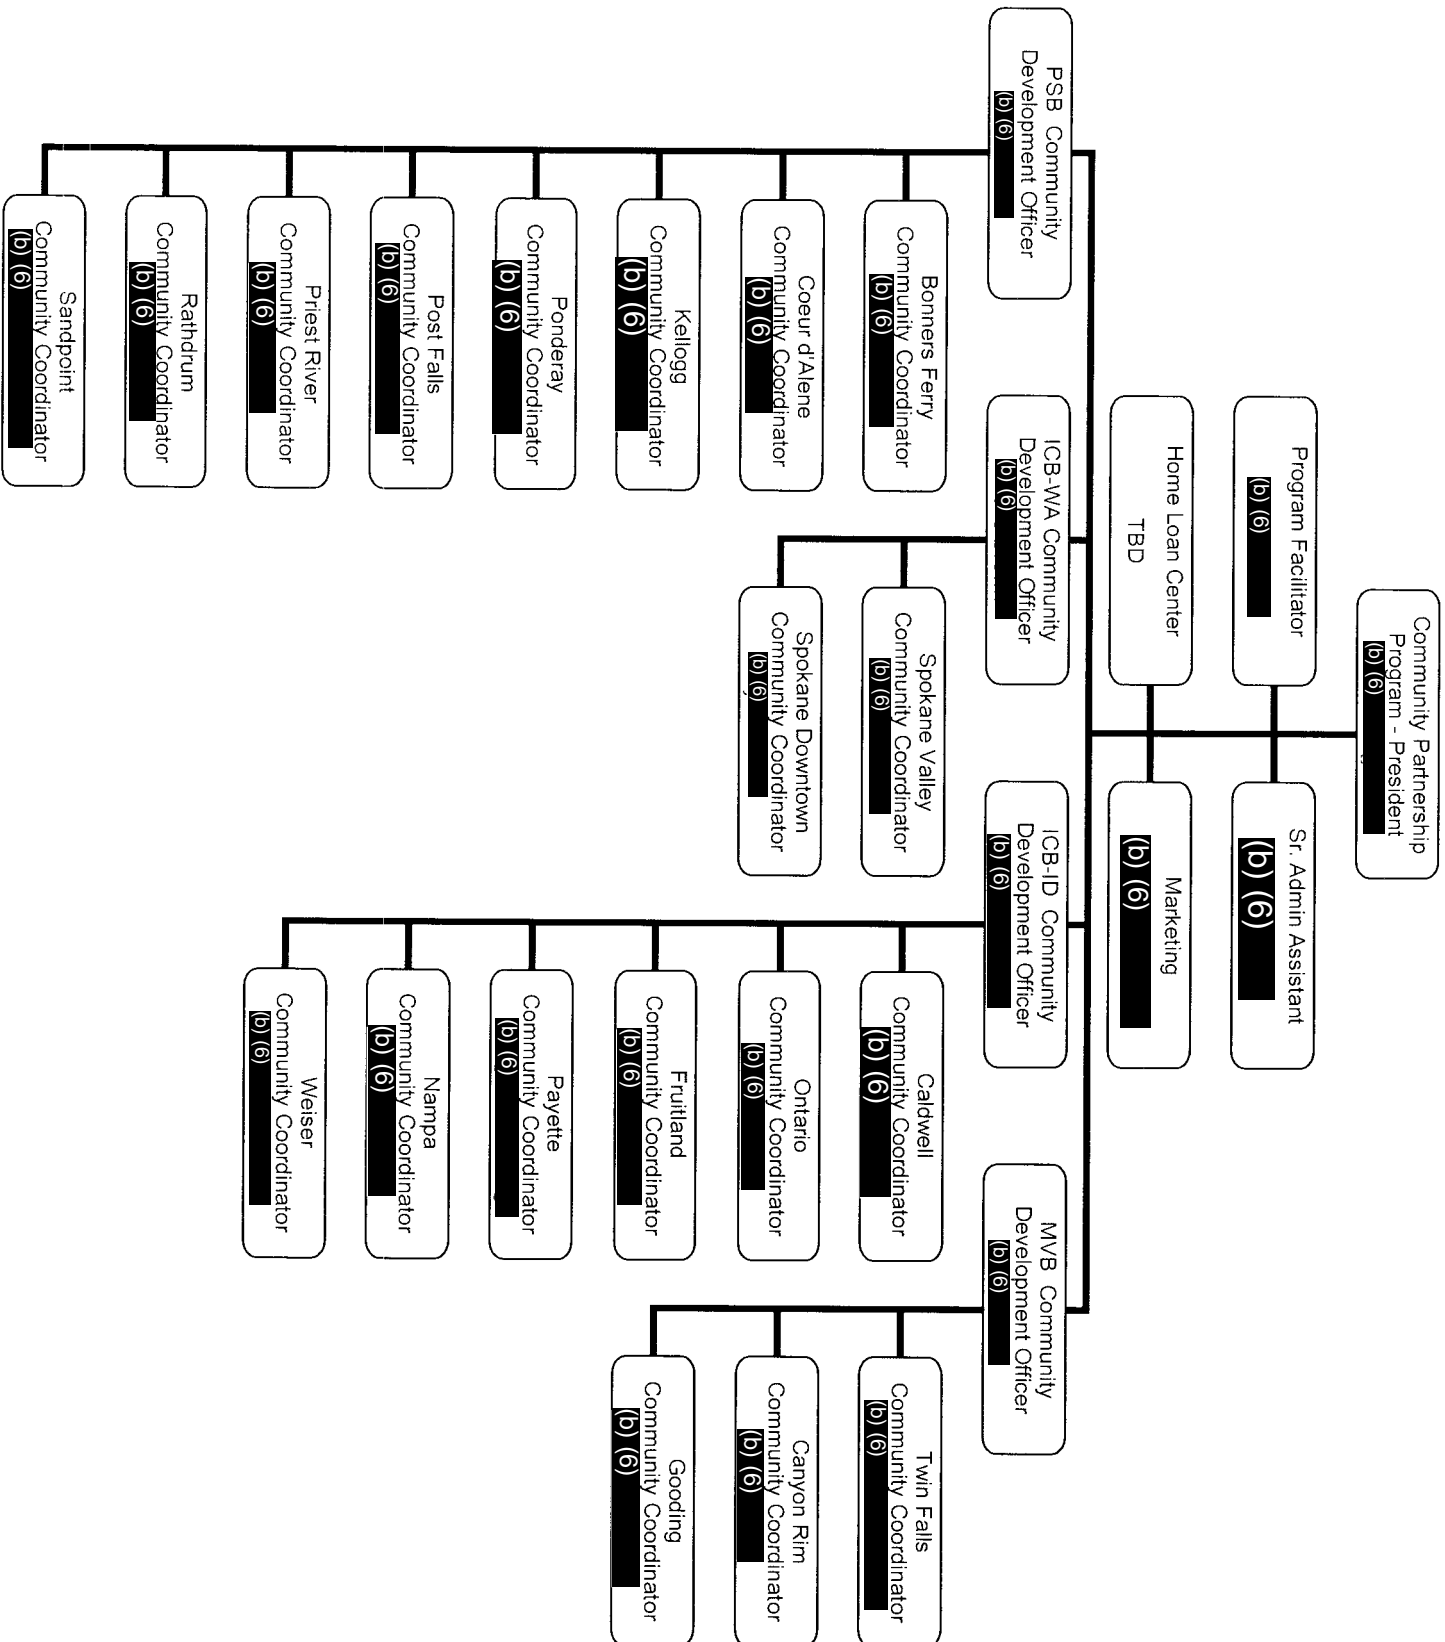 Community Partnership
Program - President
(b) (6)
Program Facilitator
(b) (6)
Sr. Admin Assistant
(b) (6)
Home Loan Center
TBD
Marketing
(b) (6)
PSB Community
Development Officer
(b) (6)
Bonners Ferry
Community Coordinator
(b) (6)
Coeur d'Alene
Community Coordinator
(b) (6)
Kellogg
Community Coordinator
(b) (6)
Ponderay
Community Coordinator
(b) (6)
Post Falls
Community Coordinator
(b) (6)
Priest River
Community Coordinator
(b) (6)
Rathdrum
Community Coordinator
(b) (6)
Sandpoint
Community Coordinator
(b) (6)
ICB-WA Community
Development Officer
(b) (6)
Spokane Valley
Community Coordinator
(b) (6)
Spokane Downtown
Community Coordinator
(b) (6)
ICB-ID Community
Development Officer
(b) (6)
Caldwell
Community Coordinator
(b) (6)
Ontario
Community Coordinator
(b) (6)
Fruitland
Community Coordinator
(b) (6)
Payette
Community Coordinator
(b) (6)
Nampa
Community Coordinator
(b) (6)
Weiser
Community Coordinator
(b) (6)
MVB Community
Development Officer
(b) (6)
Twin Falls
Community Coordinator
(b) (6)
Canyon Rim
Community Coordinator
(b) (6)
Gooding
Community Coordinator
(b) (6)